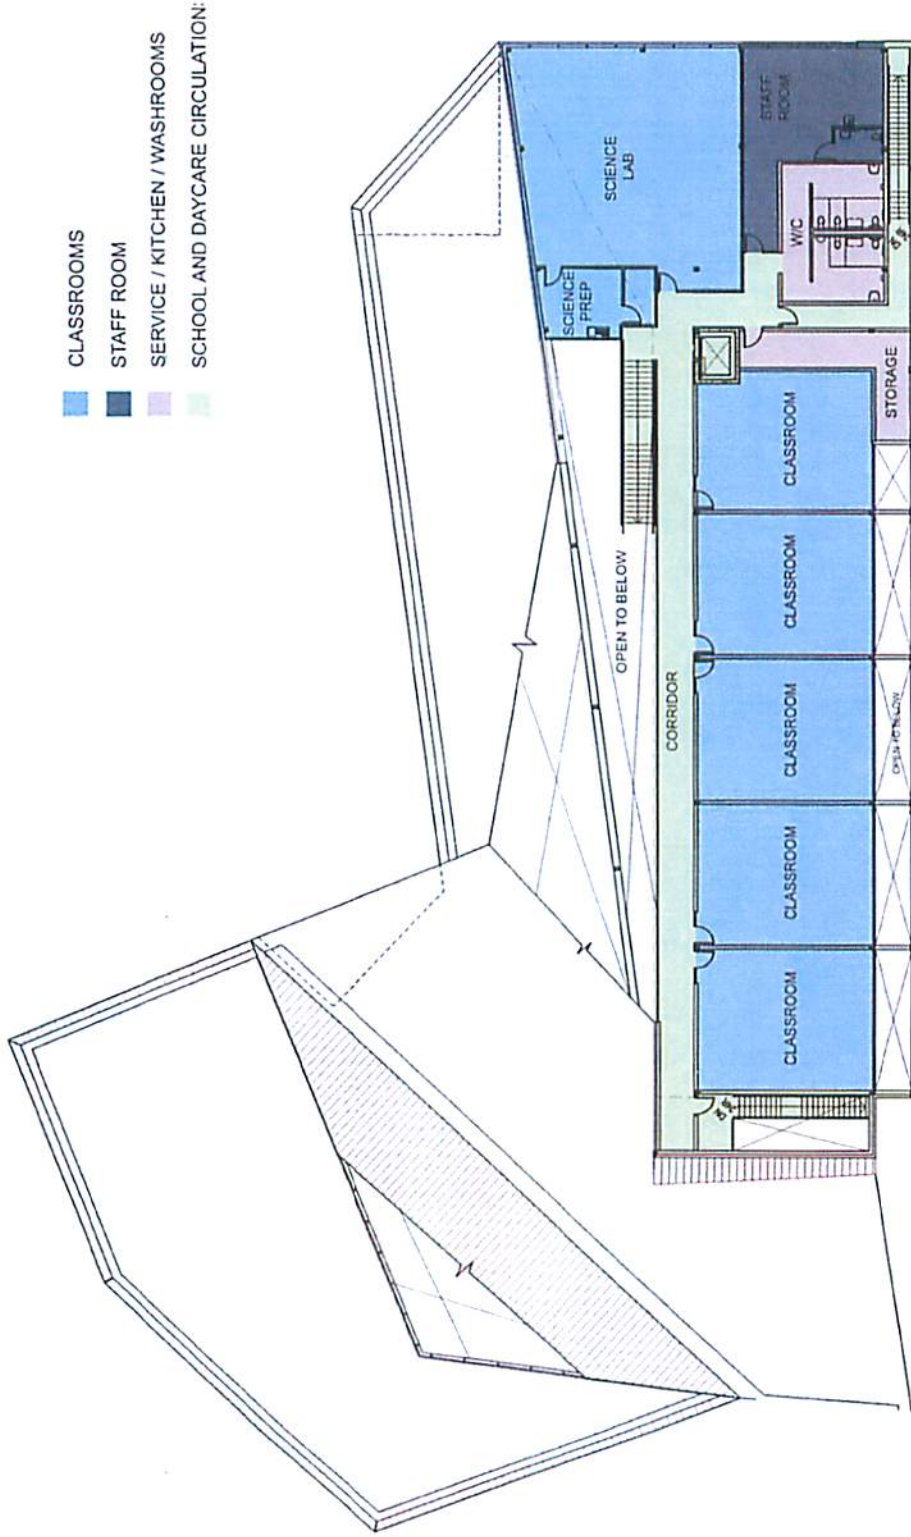 CLASSROOMS
STAFF ROOM
SERVICE / KITCHEN / WASHROOMS
SCHOOL AND DAYCARE CIRCULATION:
STAFF
ROOM
SCIENCE
LAB
W/C
SCIENCE
PREP
STORAGE
CLASSROOM
CLASSROOM
CLASSROOM
CLASSROOM
CLASSROOM
OPEN TO BELOW
CORRIDOR
OPEN TO BELOW